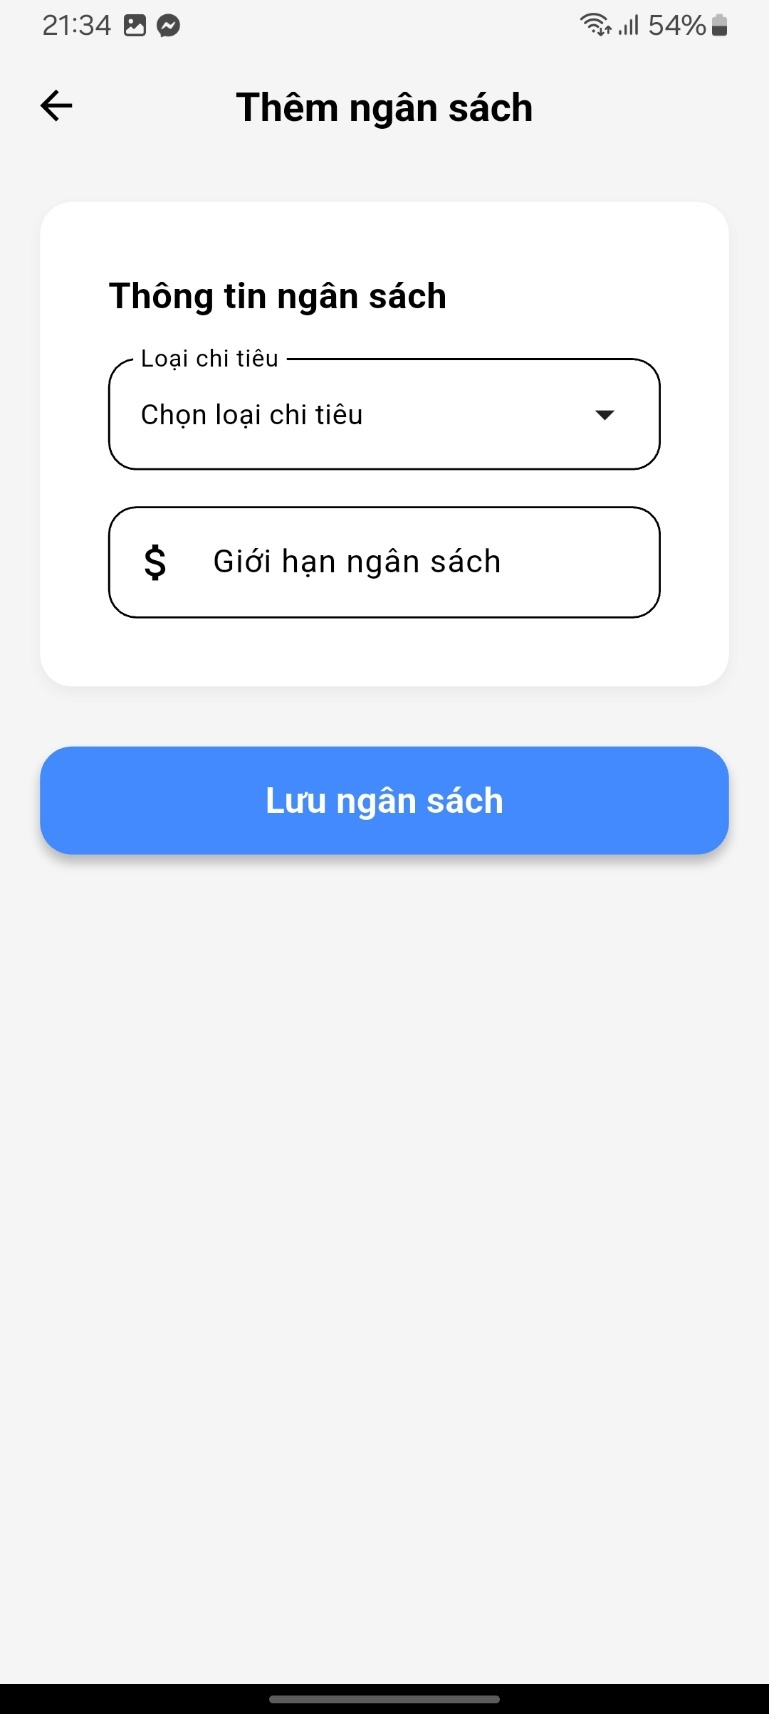 21:34 54%
Thêm ngân sách
Thông tin ngân sách
Loại chi tiêu
Chọn loại chi tiêu
$ Giới hạn ngân sách
Lưu ngân sách